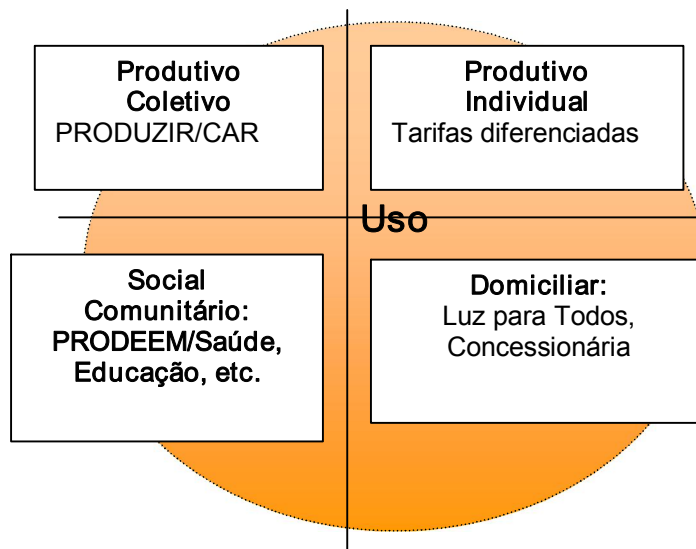 Produtivo
Coletivo
PRODUZIR/CAR
Produtivo
Individual
Tarifas diferenciadas
Uso
Social
Comunitário:
PRODEEM/Saúde,
Educação, etc.
Domiciliar:
Luz para Todos,
Concessionária